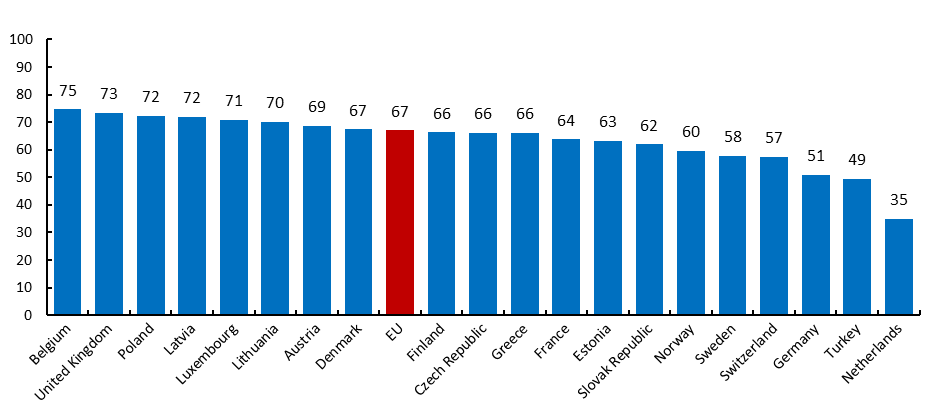 100
90
80
70
60
50
40
30
20
10
0
75
73
72
72
71
70
69
67
67
66
66
66
64
63
62
60
58
57
51
49
35
Belgium
United Kingdom
Poland
Latvia
Luxembourg
Lithuania
Austria
Denmark
EU
Finland
Czech Republic
Greece
France
Estonia
Slovak Republic
Norway
Sweden
Switzerland
Germany
Turkey
Netherlands